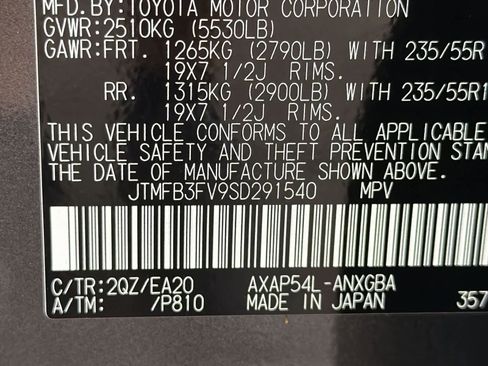 MFD.BY:TOYOTA MOTOR CORPORATION
GVWR:2510KG (5530LB)
GAWR:FRT. 1265KG (2790LB) WITH 235/55R
19X7 1/2J RIMS.
RR. 1315KG (2900LB) WITH 235/55R1
19X7 1/2J RIMS.
THIS VEHICLE CONFORMS TO ALL APPLICABLE
VEHICLE SAFETY AND THEFT PREVENTION STAN
THE DATE OF MANUFACTURE SHOWN ABOVE.
JTMFB3FV9SD291540 MPV
C/TR:2QZ/EA20 AXAP54L-ANXGBA
A/TM: 7P810 MADE IN JAPAN 357